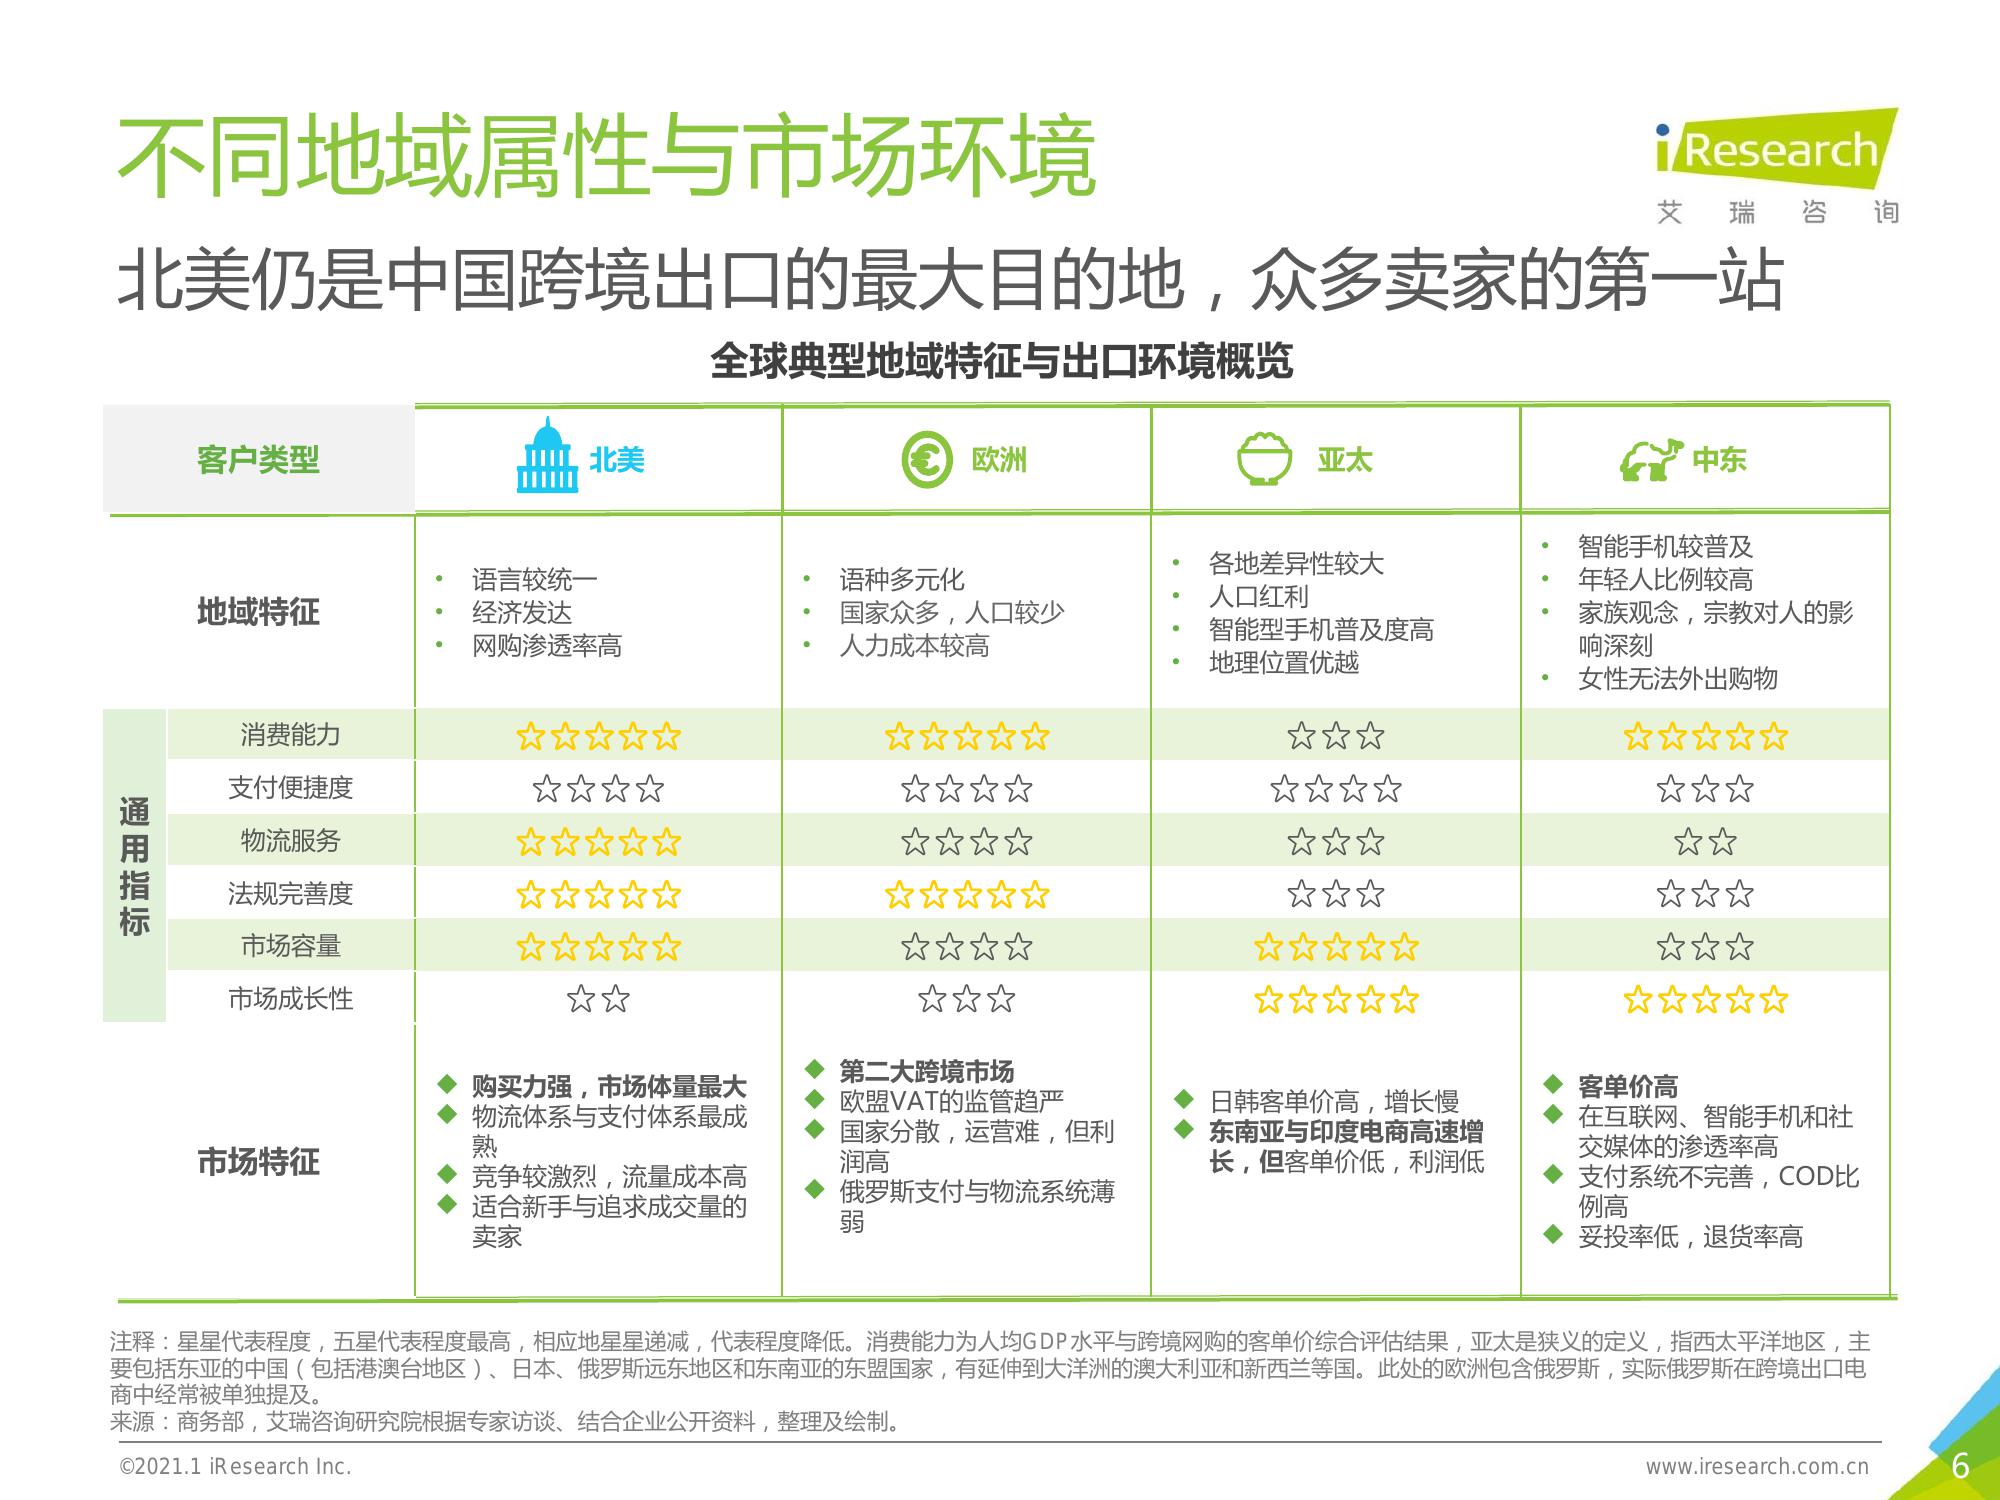 不同地域属性与市场环境
iResearch
艾瑞咨询
北美仍是中国跨境出口的最大目的地，众多卖家的第一站
全球典型地域特征与出口环境概览
客户类型
北美
欧洲
亚太
中东
地域特征
• 语言较统一
• 经济发达
• 网购渗透率高
• 语种多元化
• 国家众多，人口较少
• 人力成本较高
• 各地差异性较大
• 人口红利
• 智能型手机普及度高
• 地理位置优越
• 智能手机较普及
• 年轻人比例较高
• 家族观念，宗教对人的影
响深刻
• 女性无法外出购物
通用指标
消费能力 ☆☆☆☆☆ ☆☆☆☆☆ ☆☆☆ ☆☆☆☆☆
支付便捷度 ☆☆☆☆ ☆☆☆☆ ☆☆☆☆ ☆☆☆
物流服务 ☆☆☆☆☆ ☆☆☆☆ ☆☆☆ ☆☆
法规完善度 ☆☆☆☆☆ ☆☆☆☆☆ ☆☆☆ ☆☆☆
市场容量 ☆☆☆☆☆ ☆☆☆☆ ☆☆☆☆☆ ☆☆☆
市场成长性 ☆☆ ☆☆☆ ☆☆☆☆☆ ☆☆☆☆☆
市场特征
◆ 购买力强，市场体量最大
◆ 物流体系与支付体系最成
熟
◆ 竞争较激烈，流量成本高
◆ 适合新手与追求成交量的
卖家
◆ 第二大跨境市场
◆ 欧盟VAT的监管趋严
◆ 国家分散，运营难，但利
润高
◆ 俄罗斯支付与物流系统薄
弱
◆ 日韩客单价高，增长慢
◆ 东南亚与印度电商高速增
长，但客单价低，利润低
◆ 客单价高
◆ 在互联网、智能手机和社
交媒体的渗透率高
◆ 支付系统不完善，COD比
例高
◆ 妥投率低，退货率高
注释：星星代表程度，五星代表程度最高，相应地星星递减，代表程度降低。消费能力为人均GDP水平与跨境网购的客单价综合评估结果，亚太是狭义的定义，指西太平洋地区，主
要包括东亚的中国（包括港澳台地区）、日本、俄罗斯远东地区和东南亚的东盟国家，有延伸到大洋洲的澳大利亚和新西兰等国。此处的欧洲包含俄罗斯，实际俄罗斯在跨境出口电
商中经常被单独提及。
来源：商务部，艾瑞咨询研究院根据专家访谈、结合企业公开资料，整理及绘制。
©2021.1 iResearch Inc.
www.iresearch.com.cn
6